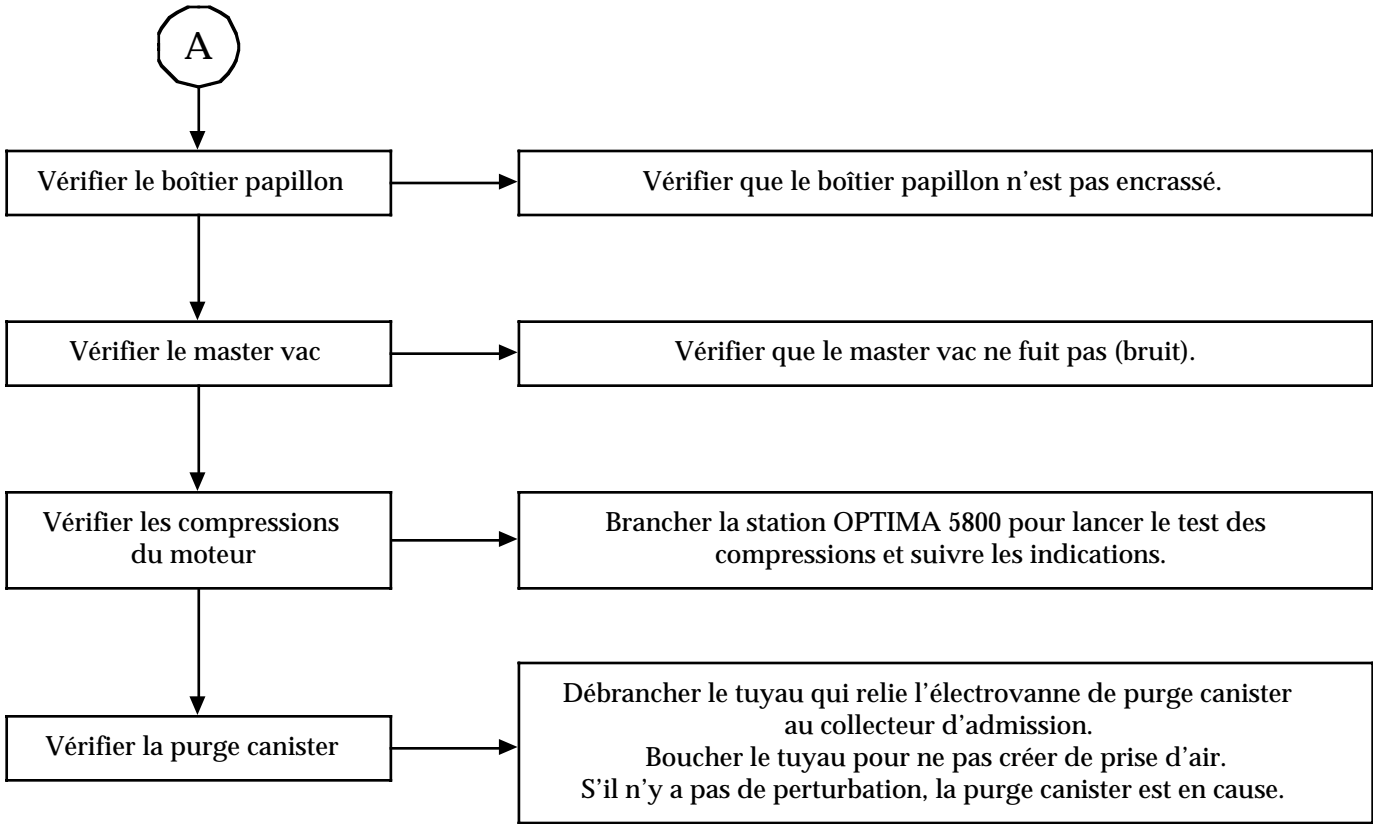 A
Vérifier le boîtier papillon
Vérifier que le boîtier papillon n’est pas encrassé.
Vérifier le master vac
Vérifier que le master vac ne fuit pas (bruit).
Vérifier les compressions
du moteur
Brancher la station OPTIMA 5800 pour lancer le test des
compressions et suivre les indications.
Vérifier la purge canister
Débrancher le tuyau qui relie l’électrovanne de purge canister
au collecteur d’admission.
Boucher le tuyau pour ne pas créer de prise d’air.
S’il n’y a pas de perturbation, la purge canister est en cause.